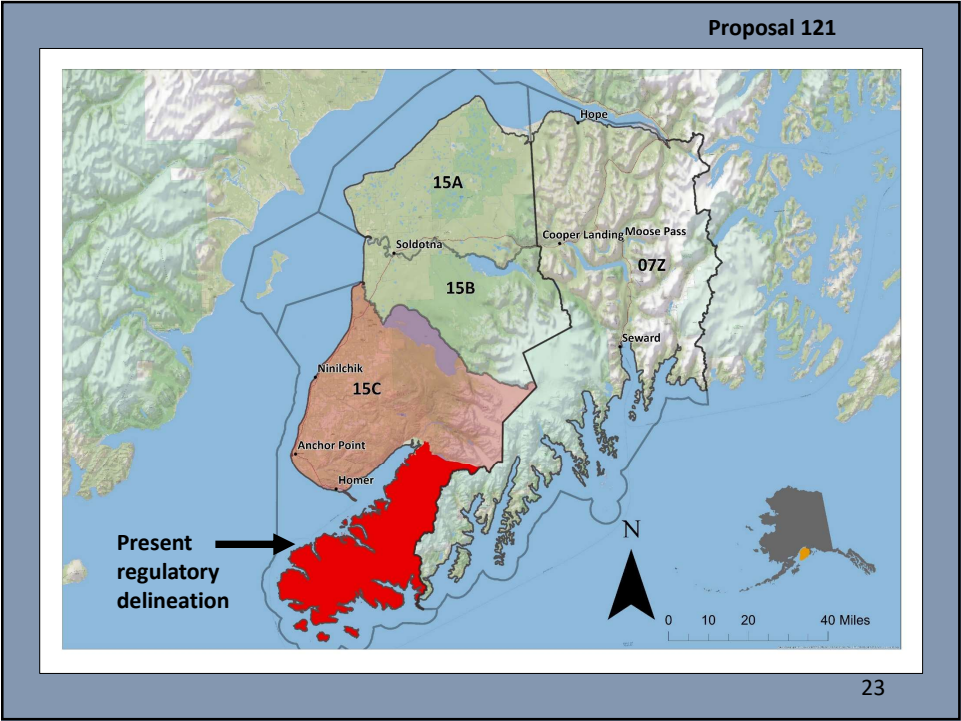 Proposal 121
Hope
15A
Cooper Landing
Moose Pass
Soldotna
07Z
15B
Seward
Ninilchik
15C
Anchor Point
Homer
N
Present
regulatory
delineation
0 10 20 40 Miles
23